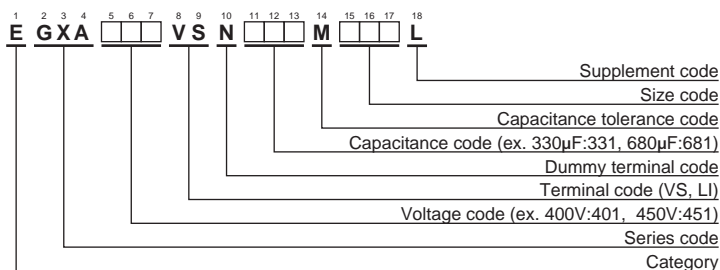 1 2 3 4 5 6 7 8 9 10 11 12 13 14 15 16 17 18
E GXA □□□ VS N □□□ M □□□ L
Supplement code
Size code
Capacitance tolerance code
Capacitance code (ex. 330µF:331, 680µF:681)
Dummy terminal code
Terminal code (VS, LI)
Voltage code (ex. 400V:401, 450V:451)
Series code
Category